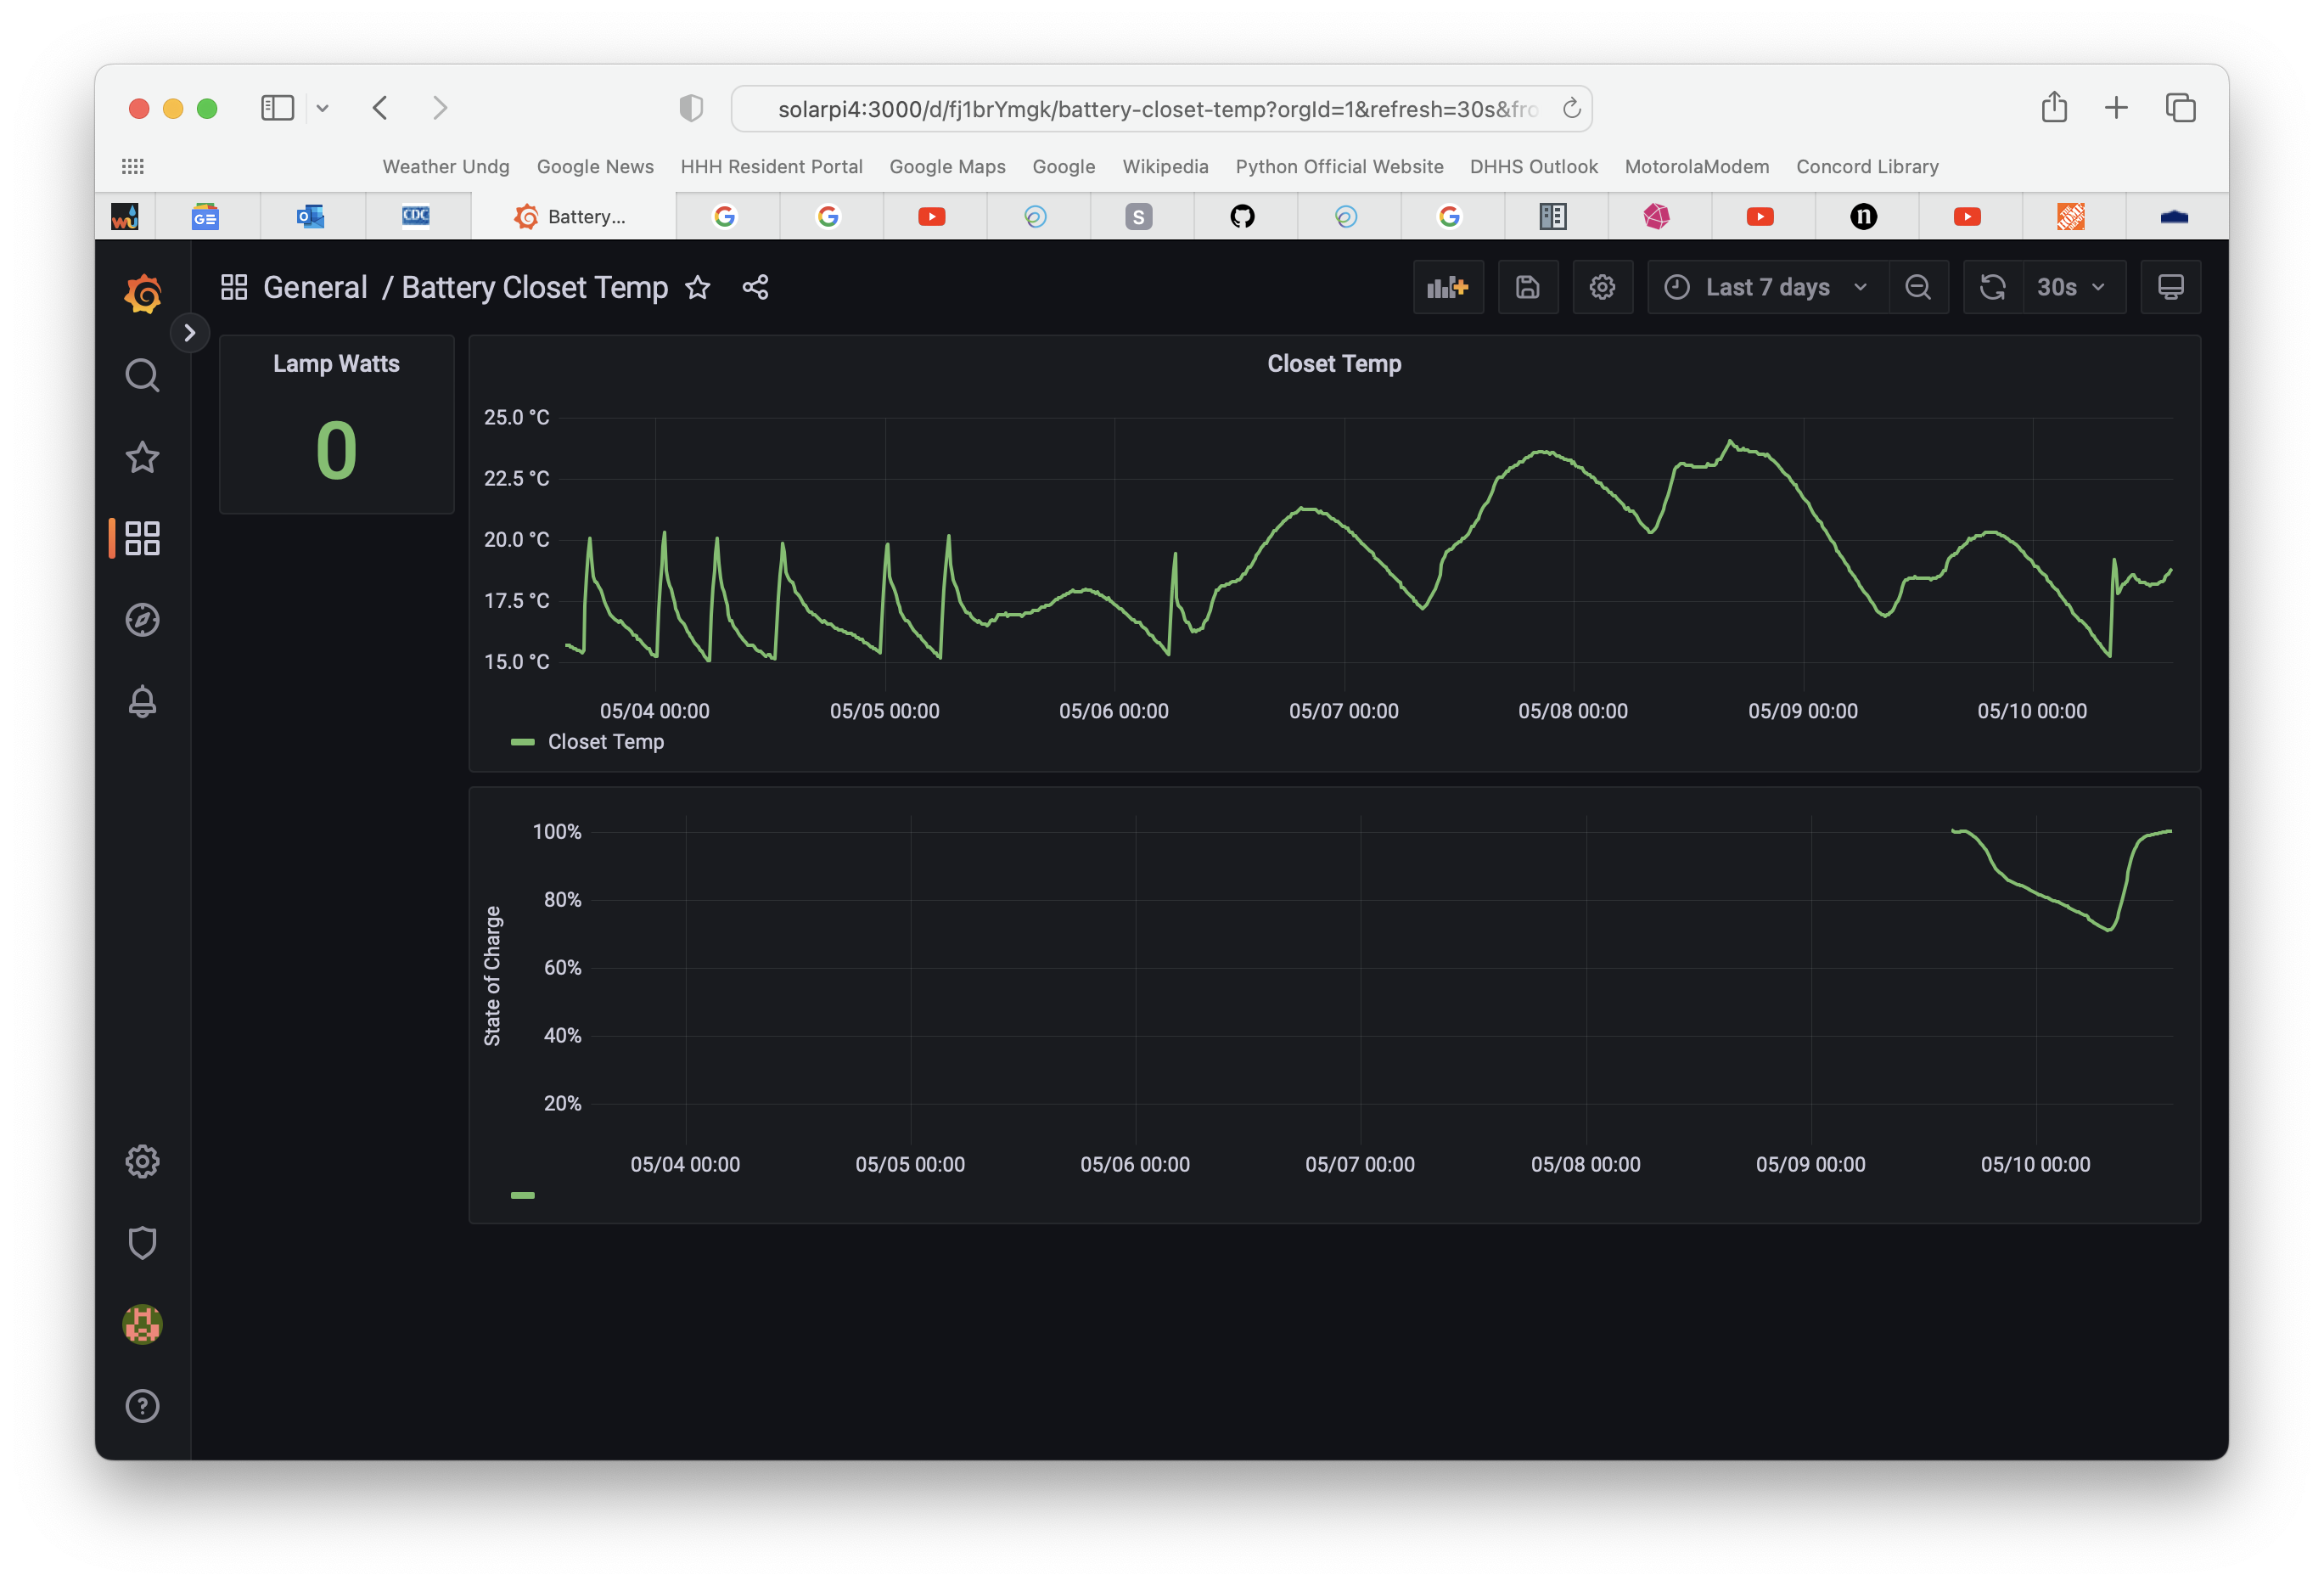 solarpi4:3000/d/fj1brYmgk/battery-closet-temp?orgId=1&refresh=30s&fro
Weather Undg Google News HHH Resident Portal Google Maps Google Wikipedia Python Official Website DHHS Outlook MotorolaModem Concord Library
wu GE O CDC Battery... G G S G n
General / Battery Closet Temp Last 7 days 30s
Lamp Watts
0
Closet Temp
25.0 °C
22.5 °C
20.0 °C
17.5 °C
15.0 °C
05/04 00:00 05/05 00:00 05/06 00:00 05/07 00:00 05/08 00:00 05/09 00:00 05/10 00:00
Closet Temp
State of Charge
100%
80%
60%
40%
20%
05/04 00:00 05/05 00:00 05/06 00:00 05/07 00:00 05/08 00:00 05/09 00:00 05/10 00:00